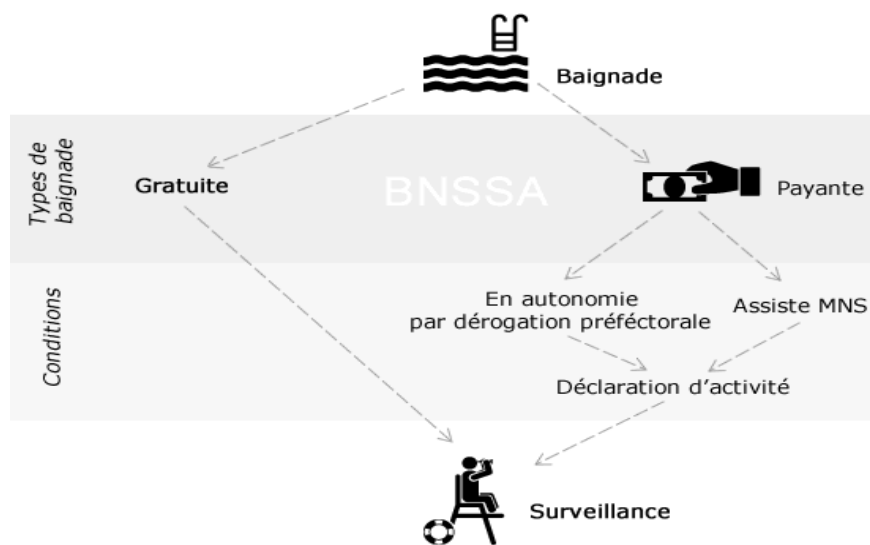 Baignade
Types de
baignade
Gratuite
BNSSA
Payante
Conditions
En autonomie
par dérogation préféctorale
Assiste MNS
Déclaration d'activité
Surveillance